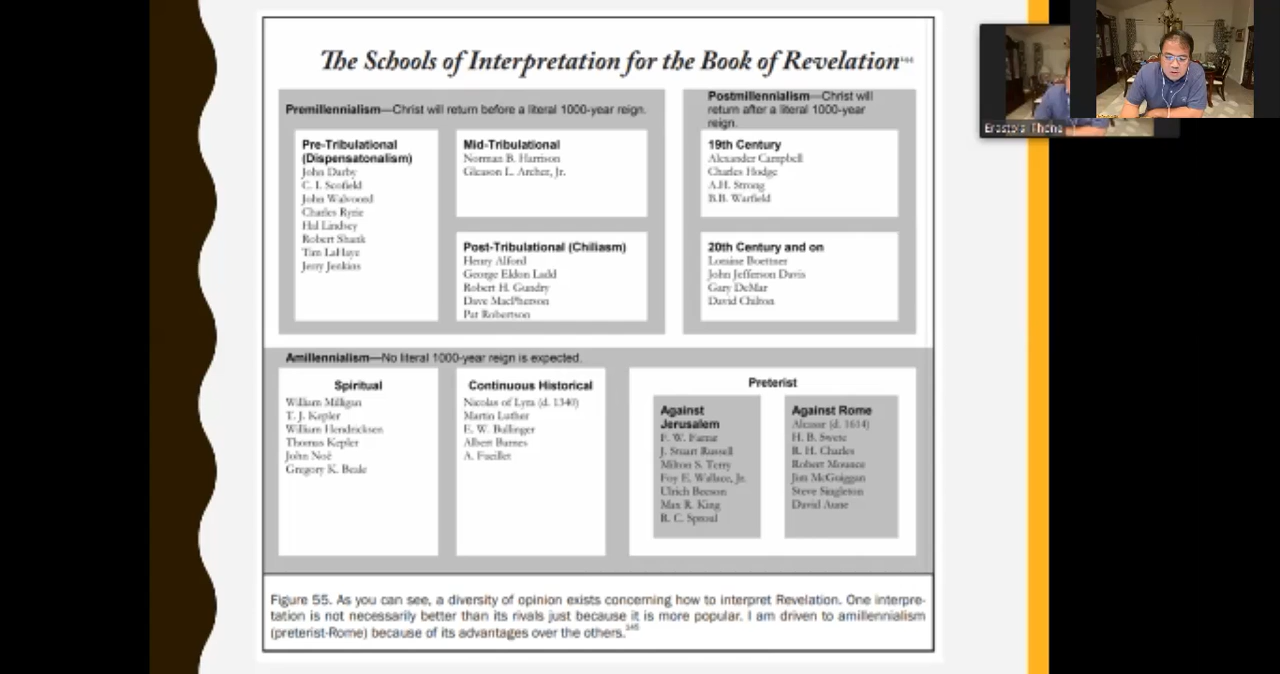 The Schools of Interpretation for the Book of Revelation
Premillennialism—Christ will return before a literal 1000-year reign.
Pre-Tribulational
(Dispensatonalism)
John Darby
C. I. Scofield
John Walvoord
Charles Ryrie
Hal Lindsey
Robert Shank
Tim LaHaye
Jerry Jenkins
Mid-Tribulational
Norman B. Harrison
Gleason L. Archer, Jr.
Post-Tribulational (Chiliasm)
Henry Alford
George Eldon Ladd
Robert H. Gundry
Dave MacPherson
Pat Robertson
Postmillennialism—Christ will
return after a literal 1000-year
reign.
19th Century
Alexander Campbell
Charles Hodge
A.H. Strong
B.B. Warfield
20th Century and on
Loraine Boettner
John Jefferson Davis
Gary DeMar
David Chilton
Amillennialism—No literal 1000-year reign is expected.
Spiritual
William Milligan
T. J. Kepler
William Hendricksen
Thomas Kepler
John Noē
Gregory K. Beale
Continuous Historical
Nicolas of Lyra (d. 1340)
Martin Luther
E. W. Bullinger
Albert Barnes
A. Fueillet
Preterist
Against
Jerusalem
F. W. Farrar
J. Stuart Russell
Milton S. Terry
Foy E. Wallace, Jr.
Ulrich Beeson
Max R. King
R. C. Sproul
Against Rome
Alcasar (d. 1614)
H. B. Swete
R. H. Charles
Robert Mounce
Jim McGuiggan
Steve Singleton
David Aune
Figure 55. As you can see, a diversity of opinion exists concerning how to interpret Revelation. One interpre-
tation is not necessarily better than its rivals just because it is more popular. I am driven to amillennialism
(preterist-Rome) because of its advantages over the others.